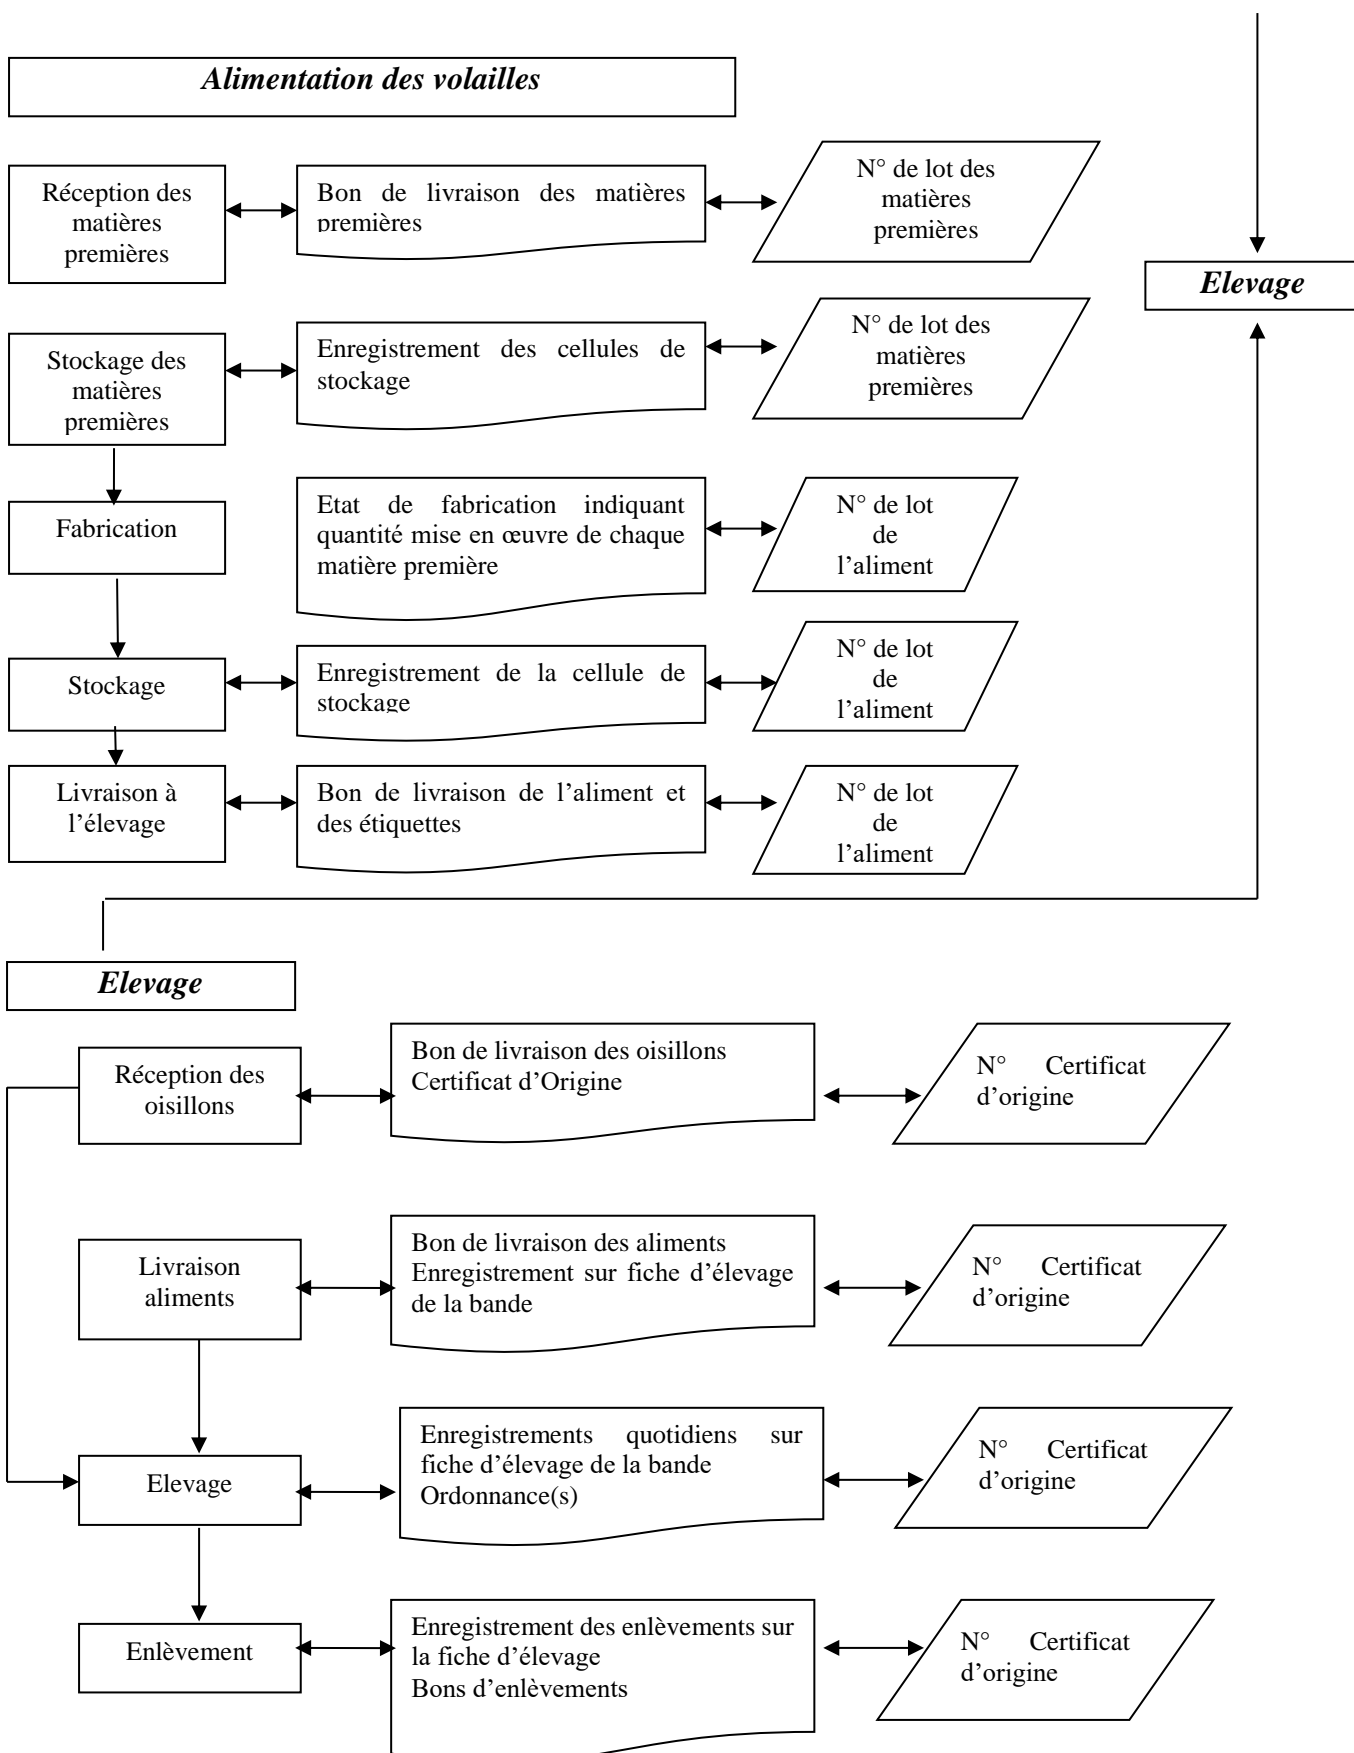 Alimentation des volailles
Réception des
matières
premières
Bon de livraison des matières
premières
N° de lot des
matières
premières
Elevage
Stockage des
matières
premières
Enregistrement des cellules de
stockage
N° de lot des
matières
premières
Fabrication
Etat de fabrication indiquant
quantité mise en œuvre de chaque
matière première
N° de lot
de
l’aliment
Stockage
Enregistrement de la cellule de
stockage
N° de lot
de
l’aliment
Livraison à
l’élevage
Bon de livraison de l’aliment et
des étiquettes
N° de lot
de
l’aliment
Elevage
Réception des
oisillons
Bon de livraison des oisillons
Certificat d’Origine
N° Certificat
d’origine
Livraison
aliments
Bon de livraison des aliments
Enregistrement sur fiche d’élevage
de la bande
N° Certificat
d’origine
Elevage
Enregistrements quotidiens sur
fiche d’élevage de la bande
Ordonnance(s)
N° Certificat
d’origine
Enlèvement
Enregistrement des enlèvements sur
la fiche d’élevage
Bons d’enlèvements
N° Certificat
d’origine